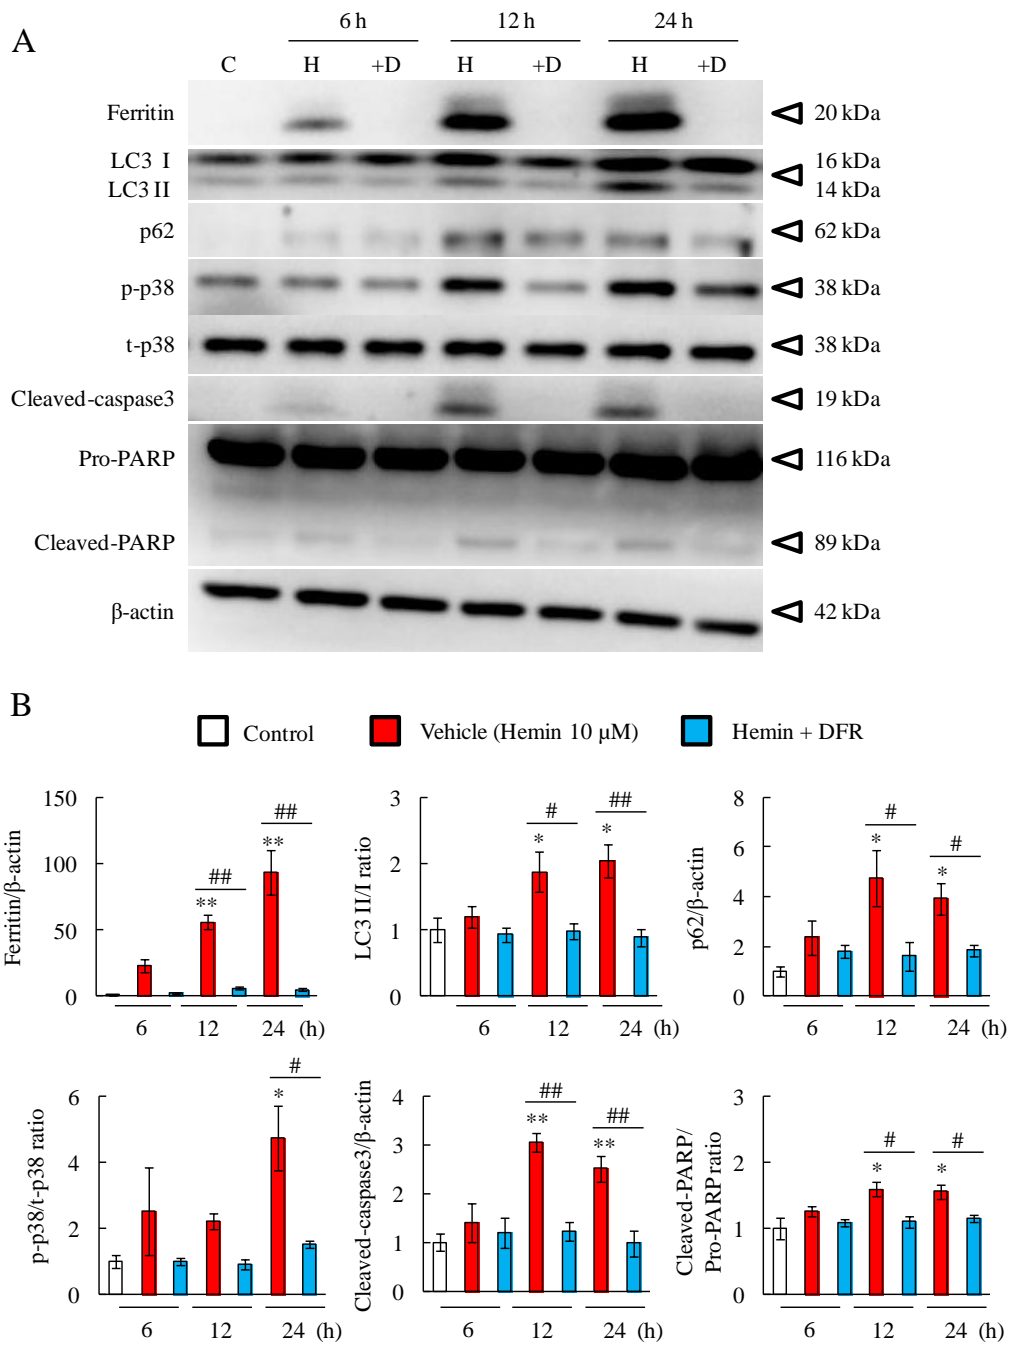 A
6 h 12 h 24 h
C H +D H +D H +D
Ferritin 20 kDa
LC3 I 16 kDa
LC3 II 14 kDa
p62 62 kDa
p-p38 38 kDa
t-p38 38 kDa
Cleaved-caspase3 19 kDa
Pro-PARP 116 kDa
Cleaved-PARP 89 kDa
β-actin 42 kDa
B
Control Vehicle (Hemin 10 μM) Hemin + DFR
Ferritin/β-actin
150
100
50
0
**
##
**
##
6 12 24 (h)
LC3 II/I ratio
3
2
1
0
*
#
*
##
6 12 24 (h)
p62/β-actin
8
6
4
2
0
*
#
*
#
6 12 24 (h)
p-p38/t-p38 ratio
6
4
2
0
*
#
6 12 24 (h)
Cleaved-caspase3/β-actin
4
3
2
1
0
**
##
**
##
6 12 24 (h)
Cleaved-PARP/
Pro-PARP ratio
3
2
1
0
*
#
*
#
6 12 24 (h)